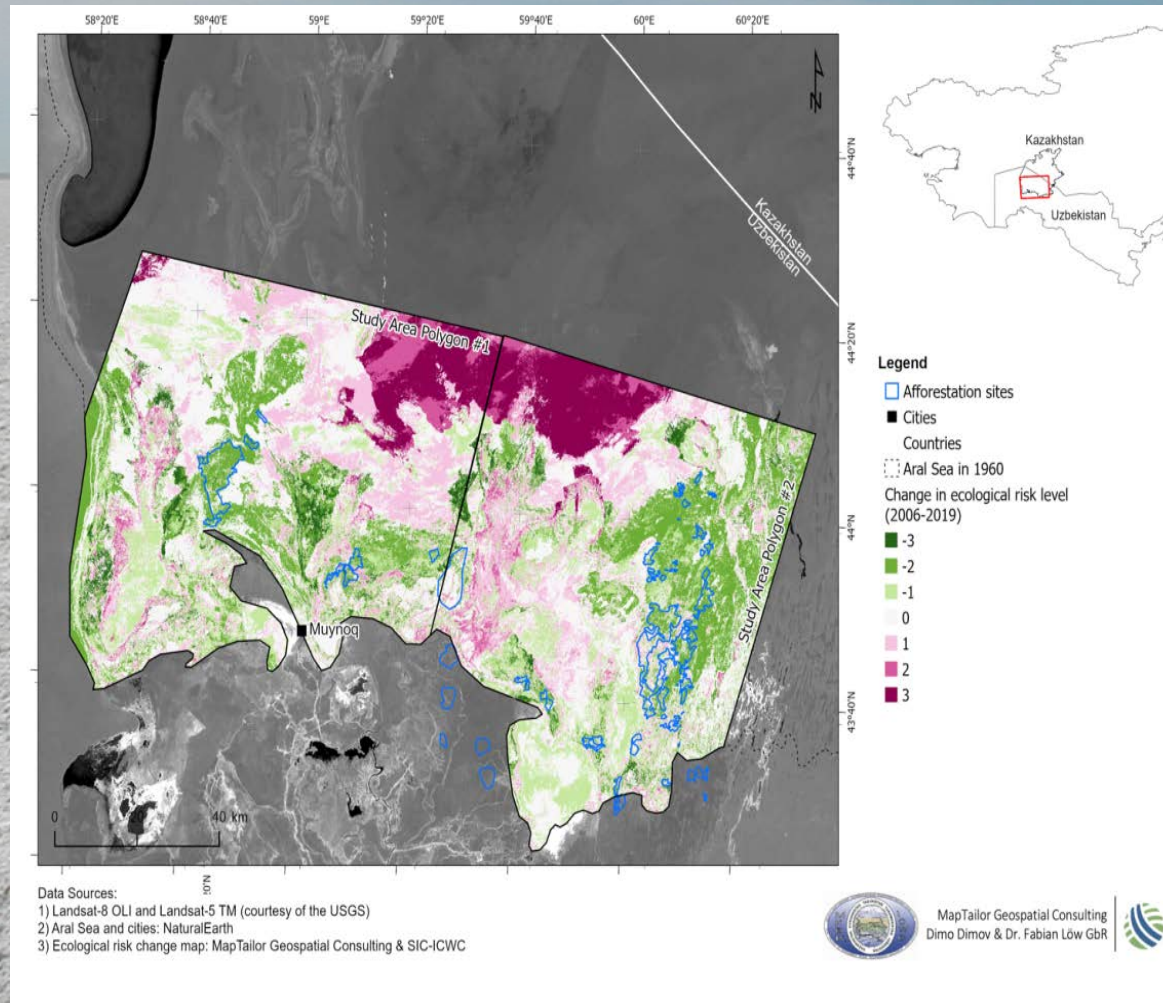 58°20'E 58°40'E 59°E 59°20'E 59°40'E 60°E 60°20'E
44°40'N
44°20'N
44°N
43°40'N
Kazakhstan
Uzbekistan
Study Area Polygon #1
Study Area Polygon #2
Muynoq
0 20 40 km
Kazakhstan
Uzbekistan
Legend
Afforestation sites
Cities
Countries
Aral Sea in 1960
Change in ecological risk level
(2006-2019)
-3
-2
-1
0
1
2
3
Data Sources:
1) Landsat-8 OLI and Landsat-5 TM (courtesy of the USGS)
2) Aral Sea and cities: NaturalEarth
3) Ecological risk change map: MapTailor Geospatial Consulting & SIC-ICWC
MapTailor Geospatial Consulting
Dimo Dimov & Dr. Fabian Löw GbR